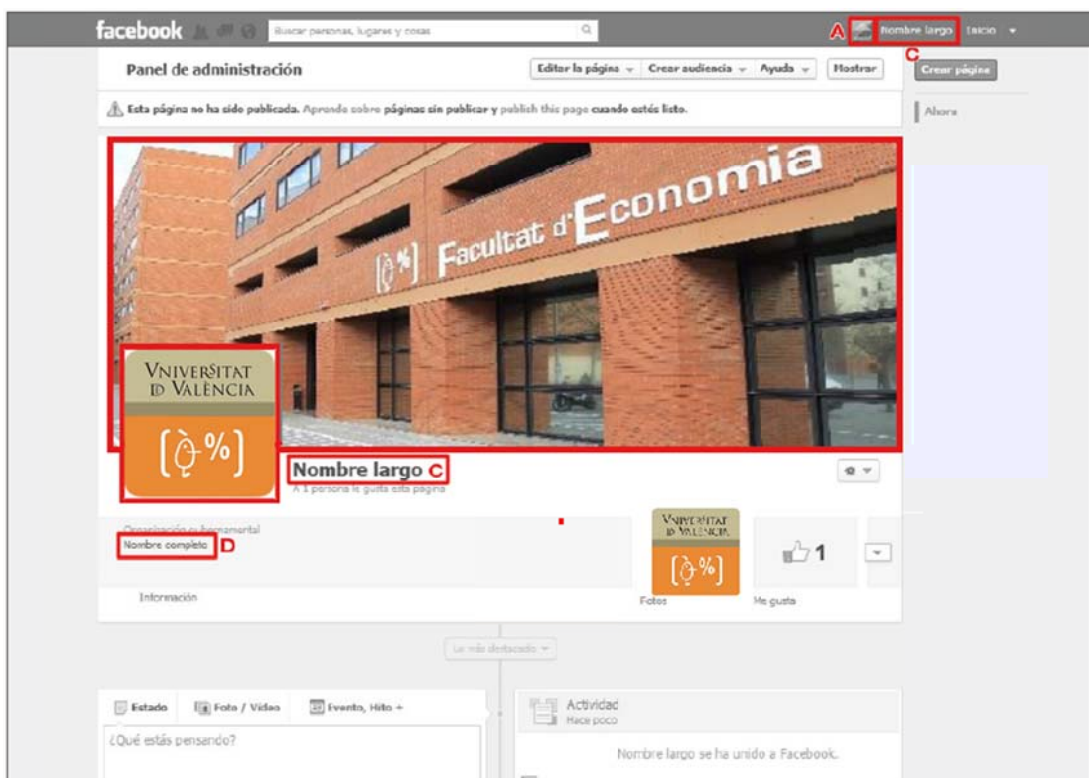 facebook
Buscar personas, lugares y cosas
A
Nombre largo
Inicio
C
Panel de administración
Editar la página
Crear audiencia
Ayuda
Mostrar
Crear página
Esta página no ha sido publicada. Aprende sobre páginas sin publicar y publish this page cuando estés listo.
Ahora
Facultat d'Economia
[ò%]
VNIVERSITAT
ID VALÈNCIA
[ò%]
Nombre largo C
A 1 persona le gusta esta página
Organización gubernamental
Nombre completo D
VNIVERSITAT
ID VALÈNCIA
[ò%]
1
Información
Fotos
Me gusta
Lo más destacado
Estado
Foto / Vídeo
Evento, Hito +
Actividad
Hace poco
¿Qué estás pensando?
Nombre largo se ha unido a Facebook.